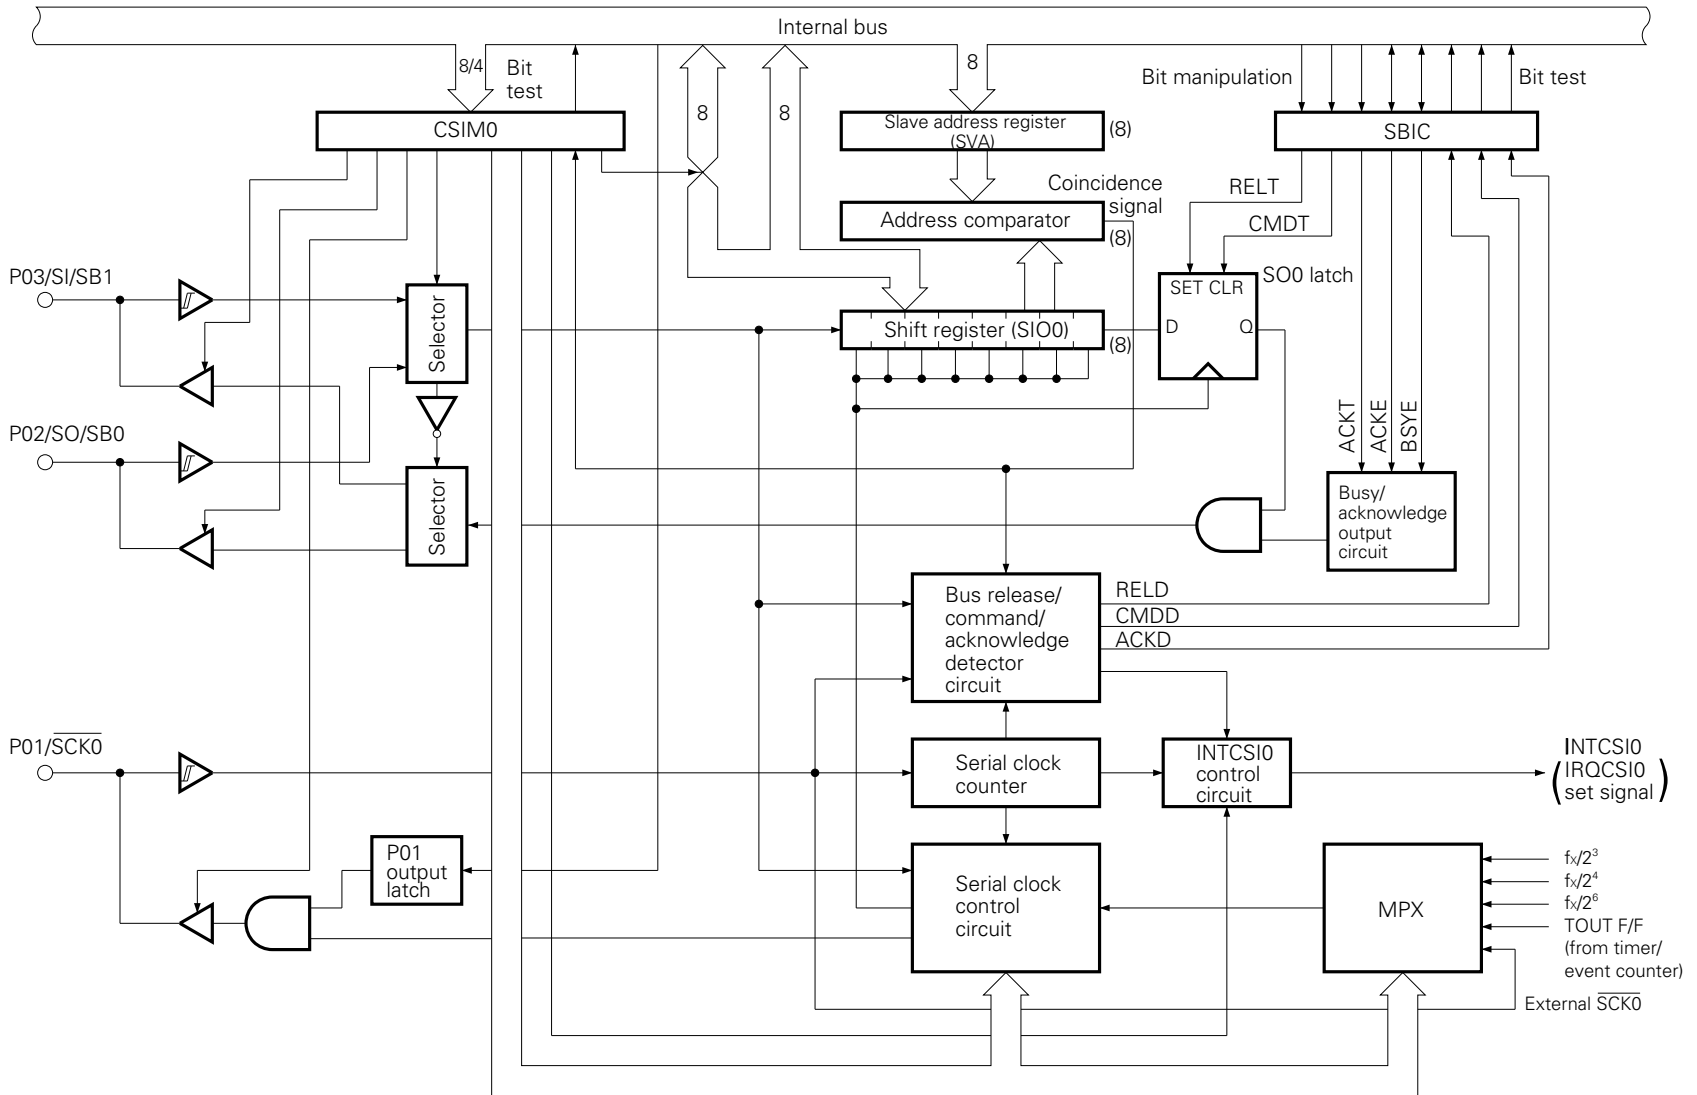 Internal bus
8/4
Bit
test
8
8
8
Bit manipulation
Bit test
CSIM0
Slave address register
(SVA)
(8)
SBIC
Coincidence
signal
RELT
Address comparator
(8)
CMDT
P03/SI/SB1
Selector
SO0 latch
SET CLR
Shift register (SIO0)
(8)
D
Q
P02/SO/SB0
Selector
ACKT
ACKE
BSYE
Busy/
acknowledge
output
circuit
Bus release/
command/
acknowledge
detector
circuit
RELD
CMDD
ACKD
P01/S̅C̅K̅0̅
Serial clock
counter
INTCSI0
control
circuit
INTCSI0
(IRQCSI0
set signal)
P01
output
latch
Serial clock
control
circuit
MPX
fX/2³
fX/2⁴
fX/2⁶
TOUT F/F
(from timer/
event counter)
External S̅C̅K̅0̅